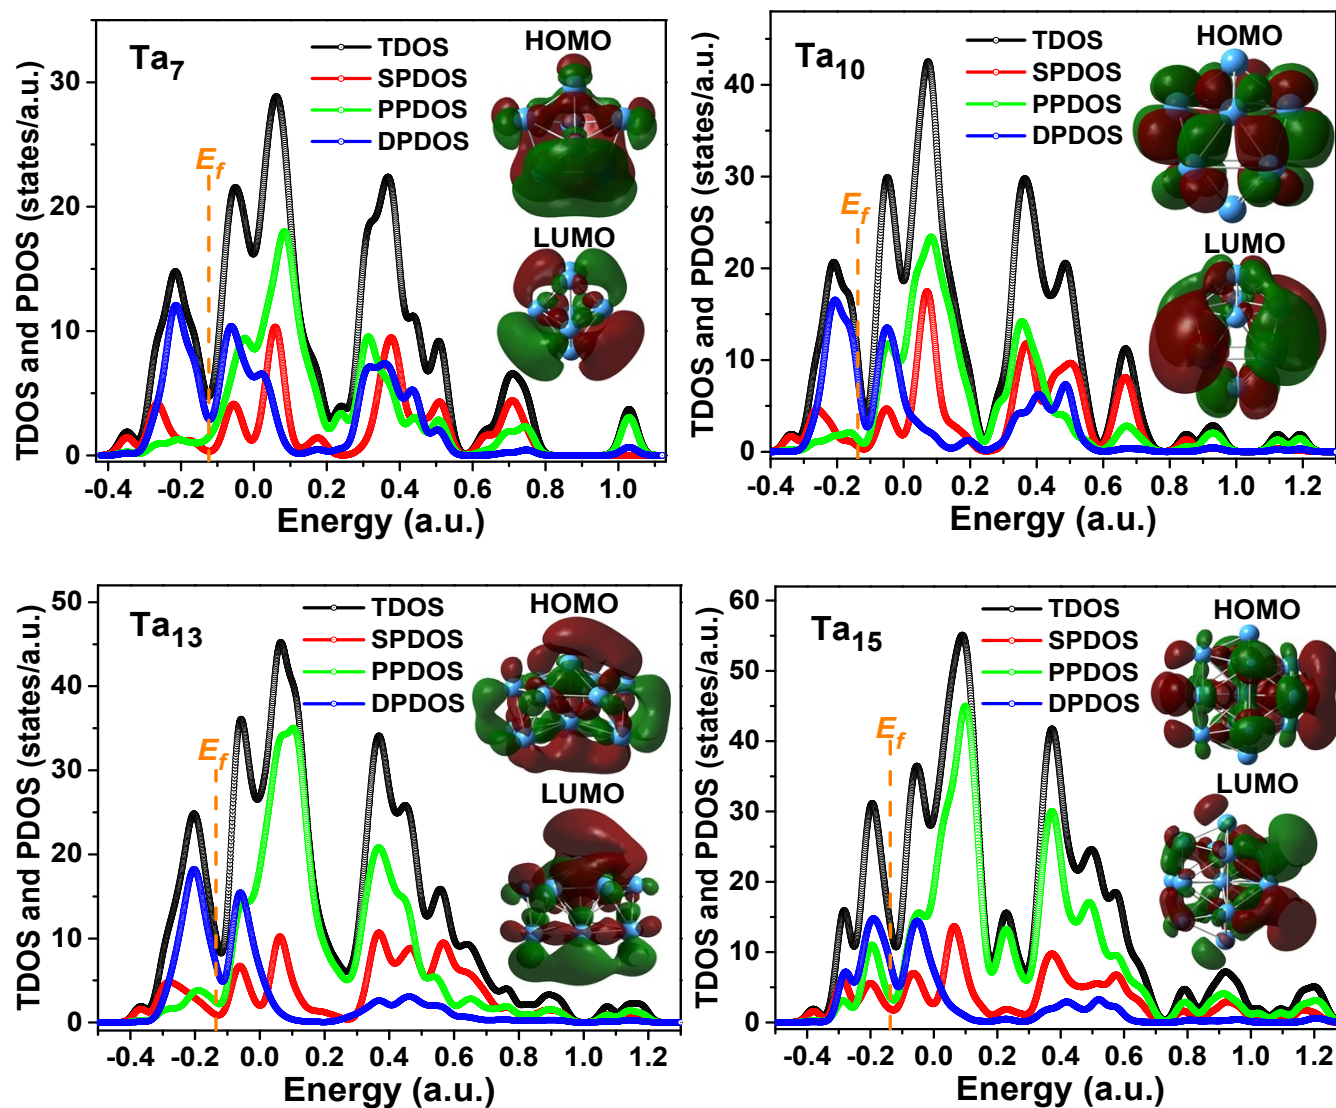 Ta7
TDOS
SPDOS
PPDOS
DPDOS
HOMO
LUMO
Ef
TDOS and PDOS (states/a.u.)
30
20
10
0
-0.4 -0.2 0.0 0.2 0.4 0.6 0.8 1.0
Energy (a.u.)
Ta10
TDOS
SPDOS
PPDOS
DPDOS
HOMO
LUMO
Ef
TDOS and PDOS (states/a.u.)
40
30
20
10
0
-0.4 -0.2 0.0 0.2 0.4 0.6 0.8 1.0 1.2
Energy (a.u.)
Ta13
TDOS
SPDOS
PPDOS
DPDOS
HOMO
LUMO
Ef
TDOS and PDOS (states/a.u.)
50
40
30
20
10
0
-0.4 -0.2 0.0 0.2 0.4 0.6 0.8 1.0 1.2
Energy (a.u.)
Ta15
TDOS
SPDOS
PPDOS
DPDOS
HOMO
LUMO
Ef
TDOS and PDOS (states/a.u.)
60
50
40
30
20
10
0
-0.4 -0.2 0.0 0.2 0.4 0.6 0.8 1.0 1.2
Energy (a.u.)